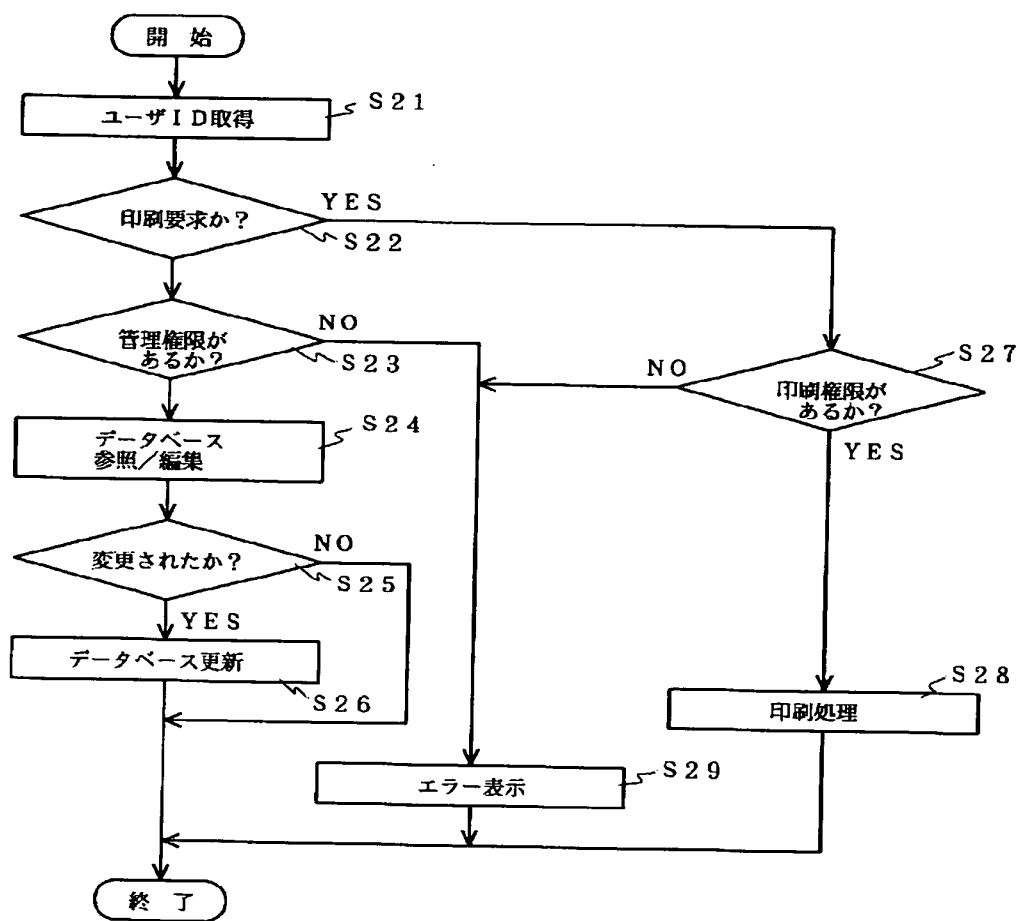 開 始
ユーザID取得
S21
印刷要求か?
YES
S22
管理権限が
あるか?
NO
S23
データベース
参照/編集
S24
変更されたか?
NO
S25
YES
データベース更新
S26
NO
印刷権限が
あるか?
S27
YES
印刷処理
S28
エラー表示
S29
終 了